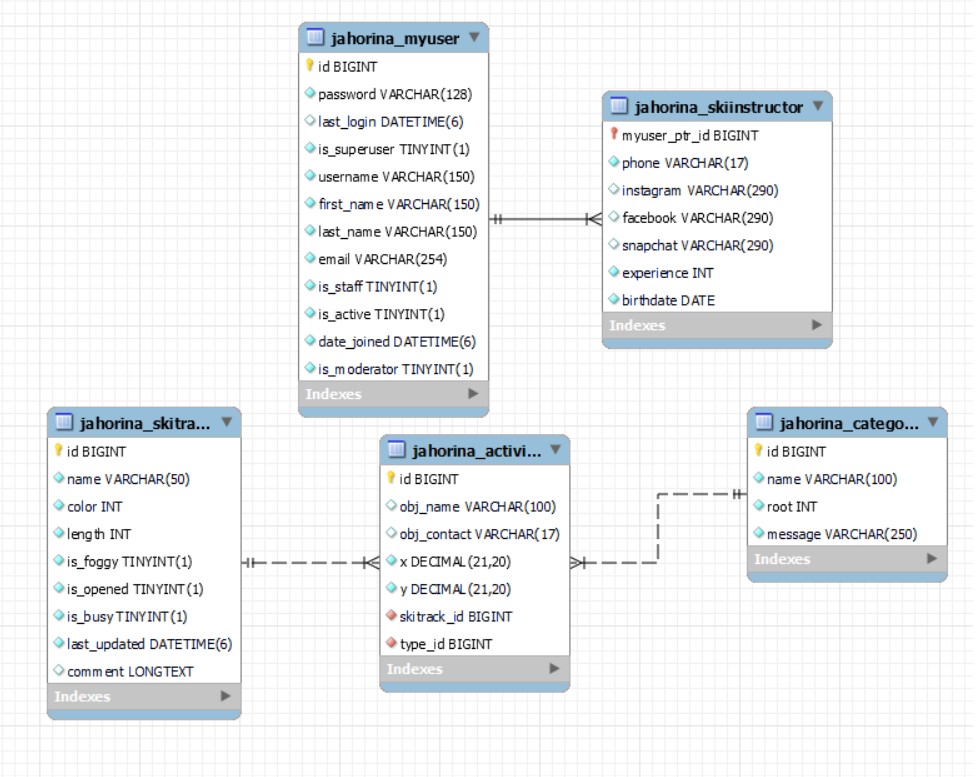 jahorina_myuser
id BIGINT
password VARCHAR(128)
last_login DATETIME(6)
is_superuser TINYINT(1)
username VARCHAR(150)
first_name VARCHAR(150)
last_name VARCHAR(150)
email VARCHAR(254)
is_staff TINYINT(1)
is_active TINYINT(1)
date_joined DATETIME(6)
is_moderator TINYINT(1)
Indexes
jahorina_skiinstructor
myuser_ptr_id BIGINT
phone VARCHAR(17)
instagram VARCHAR(290)
facebook VARCHAR(290)
snapchat VARCHAR(290)
experience INT
birthdate DATE
Indexes
jahorina_skitra...
id BIGINT
name VARCHAR(50)
color INT
length INT
is_foggy TINYINT(1)
is_opened TINYINT(1)
is_busy TINYINT(1)
last_updated DATETIME(6)
comment LONGTEXT
Indexes
jahorina_activi...
id BIGINT
obj_name VARCHAR(100)
obj_contact VARCHAR(17)
x DECIMAL(21,20)
y DECIMAL(21,20)
skitrack_id BIGINT
type_id BIGINT
Indexes
jahorina_catego...
id BIGINT
name VARCHAR(100)
root INT
message VARCHAR(250)
Indexes